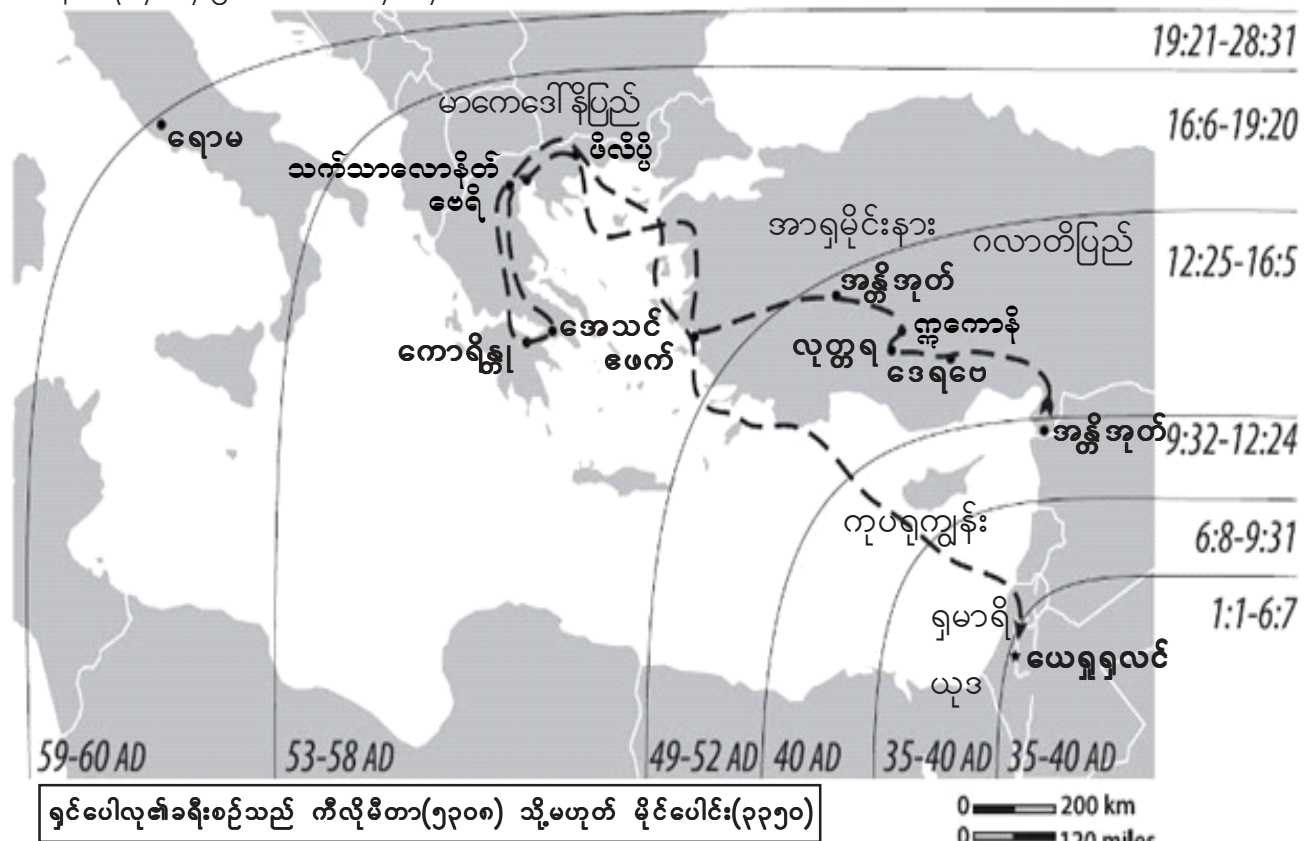 19:21-28:31
16:6-19:20
မာကေဒေါ်နိပြည်
ရောမ
ဖိလိပ္ပိ
သက်သာလောနိတ်
ဗေရိ
အာရှမိုင်းနား
ဂလာတိပြည်
12:25-16:5
အန္တိအုတ်
ဣကောနိ
အေသင်
ကောရိန္သု
ဧဖက်
လုတ္တရ
ဒေရဗေ
အန္တိအုတ်
9:32-12:24
ကုပရုကျွန်း
6:8-9:31
ရှမာရိ
1:1-6:7
ယေရှုရှလင်
ယုဒ
59-60 AD
53-58 AD
49-52 AD
40 AD
35-40 AD
35-40 AD
ရှင်ပေါလု၏ခရီးစဉ်သည် ကီလိုမီတာ(၅၃၀၈) သို့မဟုတ် မိုင်ပေါင်း(၃၃၅၀)
0 200 km
0 120 miles